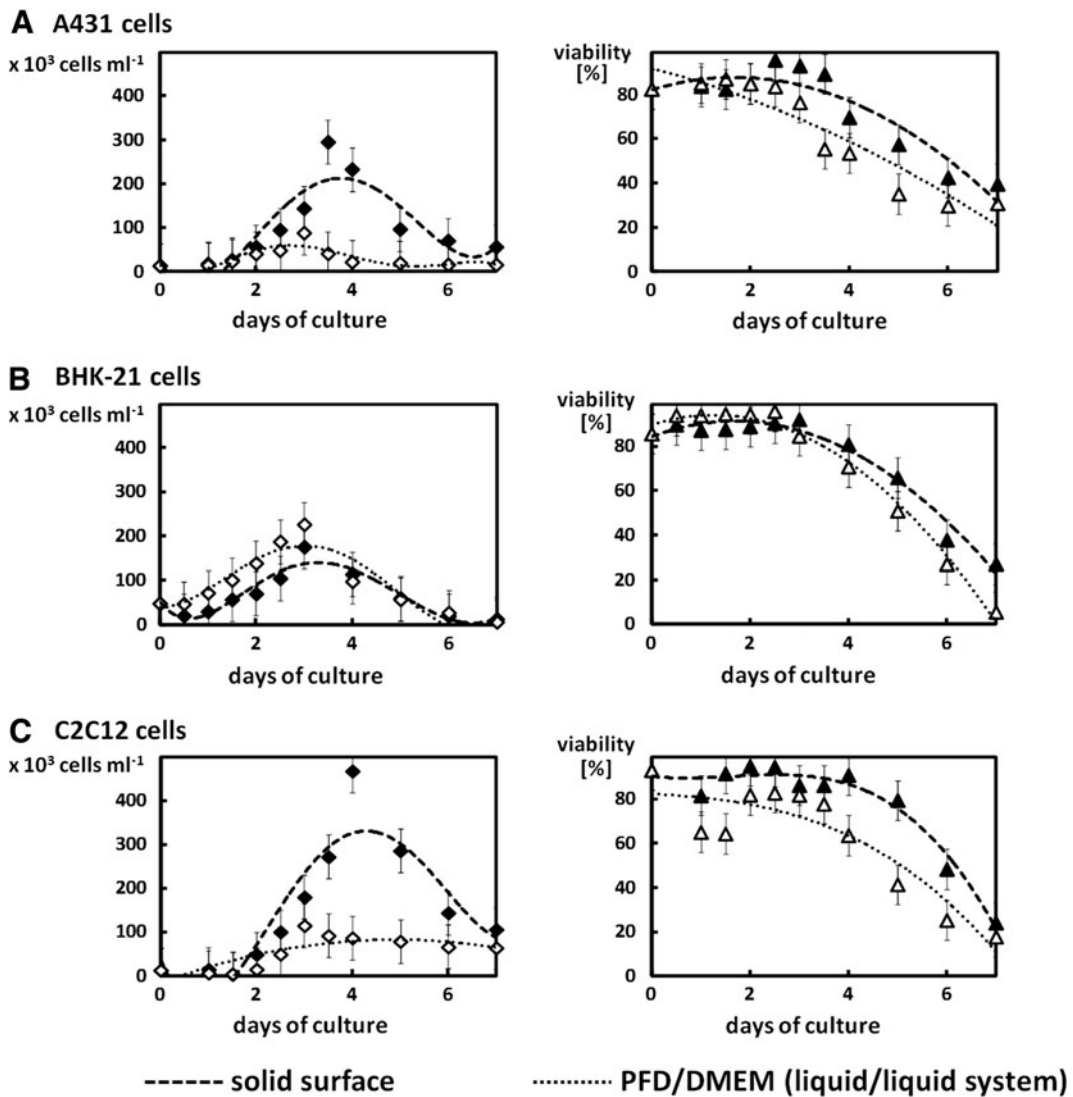 A A431 cells
x 10³ cells ml⁻¹
400
300
200
100
0
0 2 4 6
days of culture
viability
[%]
80
60
40
20
0
0 2 4 6
days of culture
B BHK-21 cells
x 10³ cells ml⁻¹
400
300
200
100
0
0 2 4 6
days of culture
viability
[%]
80
60
40
20
0
0 2 4 6
days of culture
C C2C12 cells
x 10³ cells ml⁻¹
400
300
200
100
0
0 2 4 6
days of culture
viability
[%]
80
60
40
20
0
0 2 4 6
days of culture
solid surface
PFD/DMEM (liquid/liquid system)